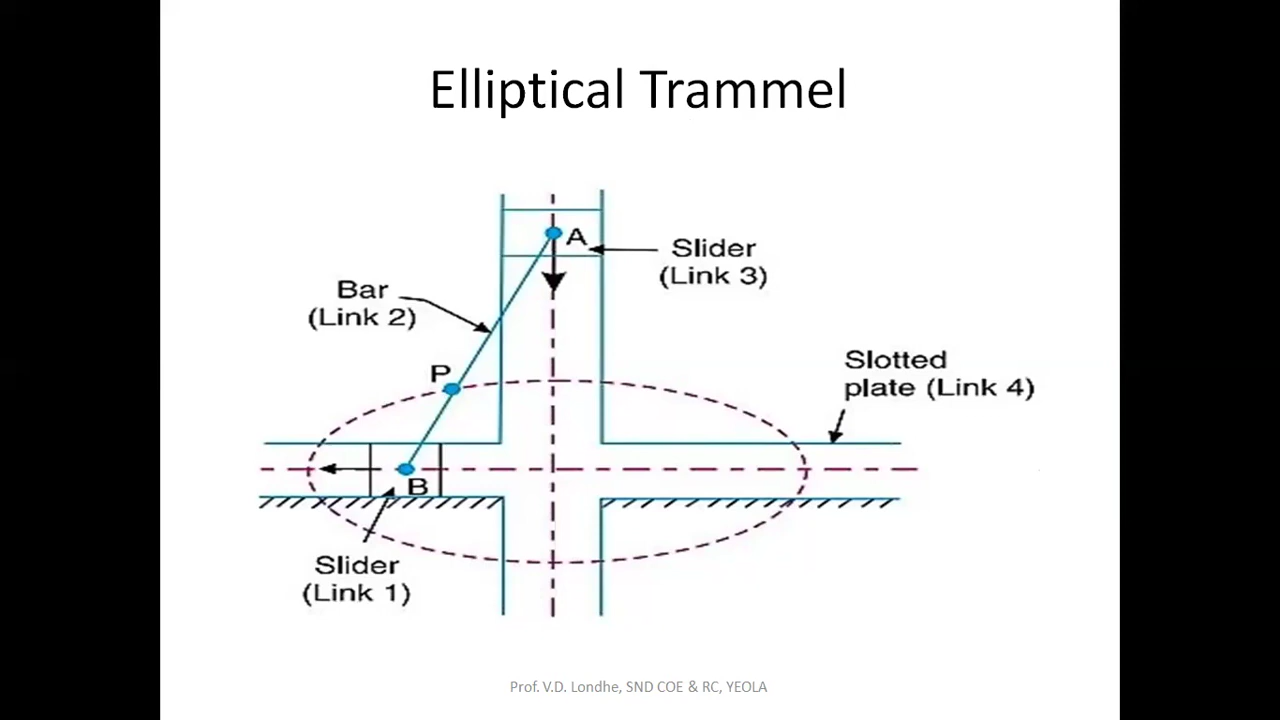 Elliptical Trammel
A
Slider
(Link 3)
Bar
(Link 2)
Slotted
plate (Link 4)
P
B
Slider
(Link 1)
Prof. V.D. Londhe, SND COE & RC, YEOLA